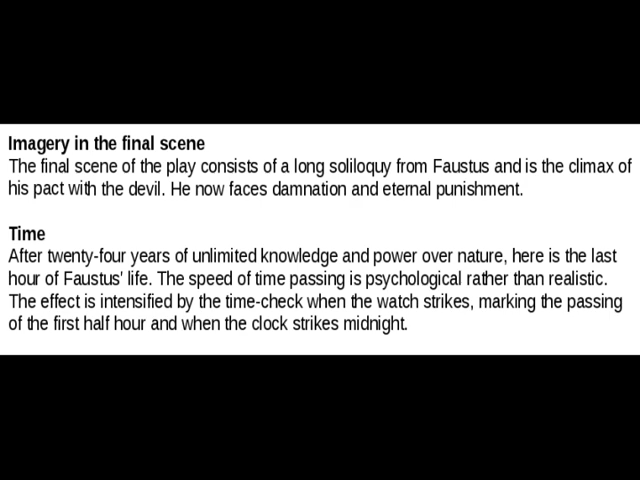 Imagery in the final scene
The final scene of the play consists of a long soliloquy from Faustus and is the climax of
his pact with the devil. He now faces damnation and eternal punishment.
Time
After twenty-four years of unlimited knowledge and power over nature, here is the last
hour of Faustus' life. The speed of time passing is psychological rather than realistic.
The effect is intensified by the time-check when the watch strikes, marking the passing
of the first half hour and when the clock strikes midnight.